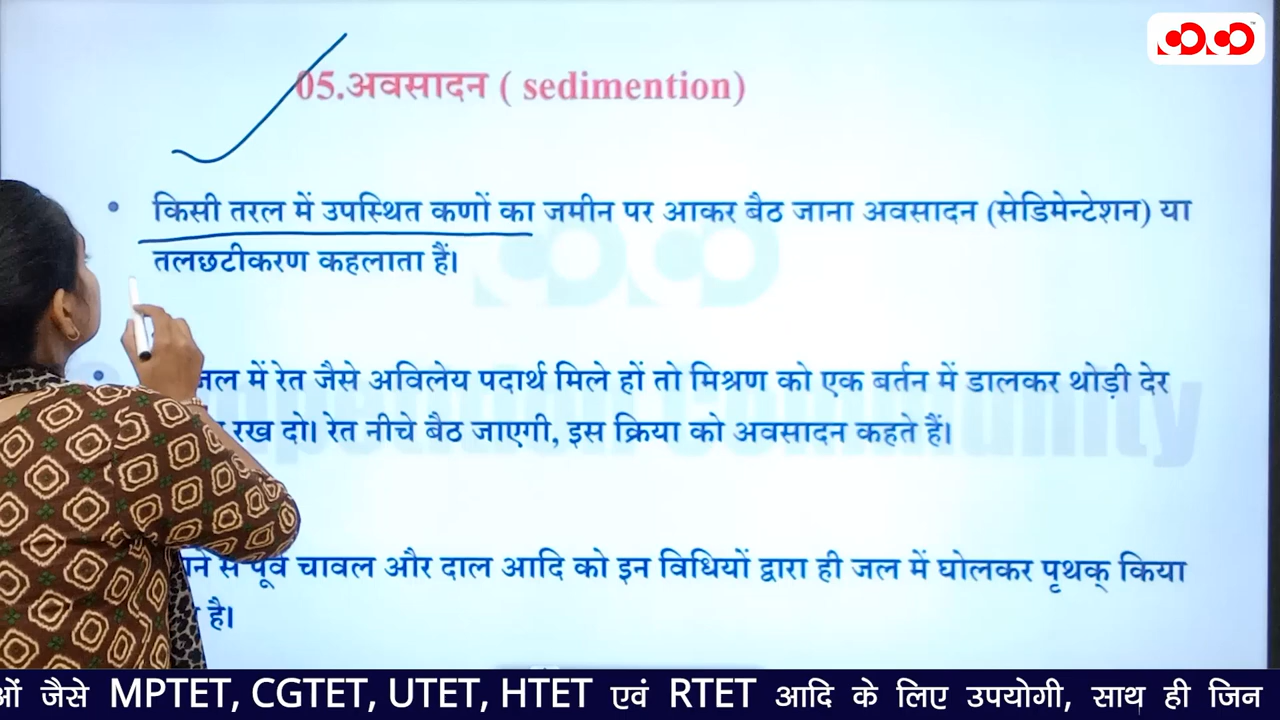 05.अवसादन ( sedimention)
किसी तरल में उपस्थित कणों का जमीन पर आकर बैठ जाना अवसादन (सेडिमेन्टेशन) या
तलछटीकरण कहलाता हैं।
जल में रेत जैसे अविलेय पदार्थ मिले हों तो मिश्रण को एक बर्तन में डालकर थोड़ी देर
रख दो। रेत नीचे बैठ जाएगी, इस क्रिया को अवसादन कहते हैं।
से पूर्व चावल और दाल आदि को इन विधियों द्वारा ही जल में घोलकर पृथक् किया
है।
जैसे MPTET, CGTET, UTET, HTET एवं RTET आदि के लिए उपयोगी, साथ ही जिन